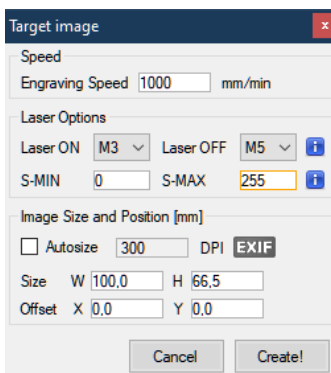 Target image x
Speed
Engraving Speed 1000 mm/min
Laser Options
Laser ON M3 Laser OFF M5 i
S-MIN 0 S-MAX 255 i
Image Size and Position [mm]
Autosize 300 DPI EXIF
Size W 100,0 H 66,5
Offset X 0,0 Y 0,0
Cancel Create!